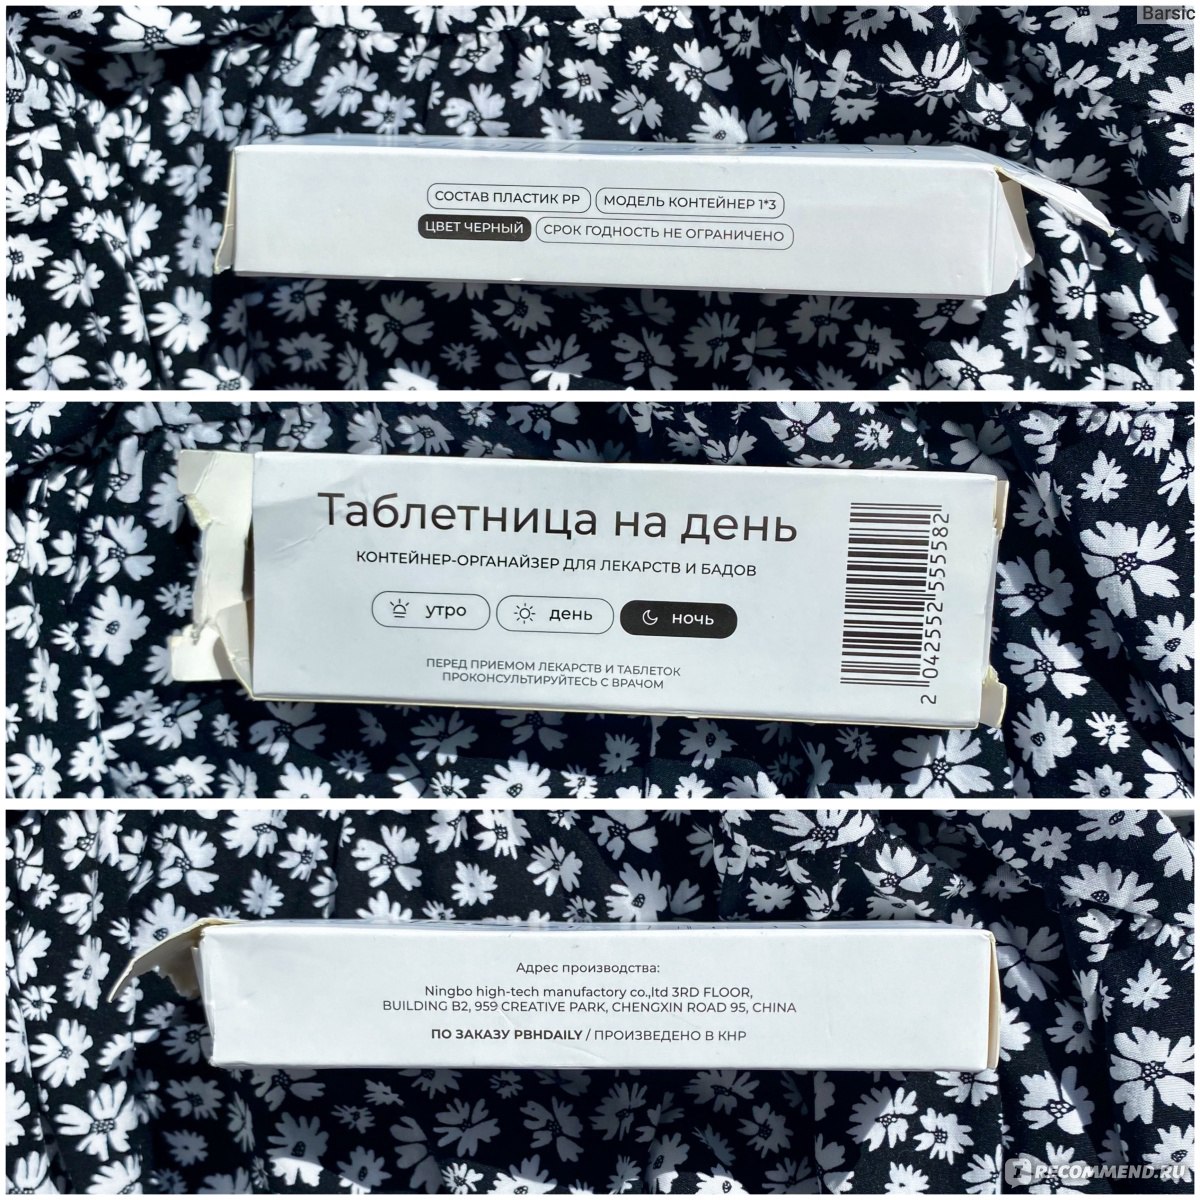 Barsic
СОСТАВ ПЛАСТИК PP
МОДЕЛЬ КОНТЕЙНЕР 1*3
ЦВЕТ ЧЕРНЫЙ
СРОК ГОДНОСТЬ НЕ ОГРАНИЧЕНО
Таблетница на день
КОНТЕЙНЕР-ОРГАНАЙЗЕР ДЛЯ ЛЕКАРСТВ И БАДОВ
утро
день
ночь
ПЕРЕД ПРИЕМОМ ЛЕКАРСТВ И ТАБЛЕТОК
ПРОКОНСУЛЬТИРУЙТЕСЬ С ВРАЧОМ
2 042552 555582
Адрес производства:
Ningbo high-tech manufactory co.,ltd 3RD FLOOR,
BUILDING B2, 959 CREATIVE PARK, CHENGXIN ROAD 95, CHINA
ПО ЗАКАЗУ PBHDAILY / ПРОИЗВЕДЕНО В КНР
RECOMMEND.RU